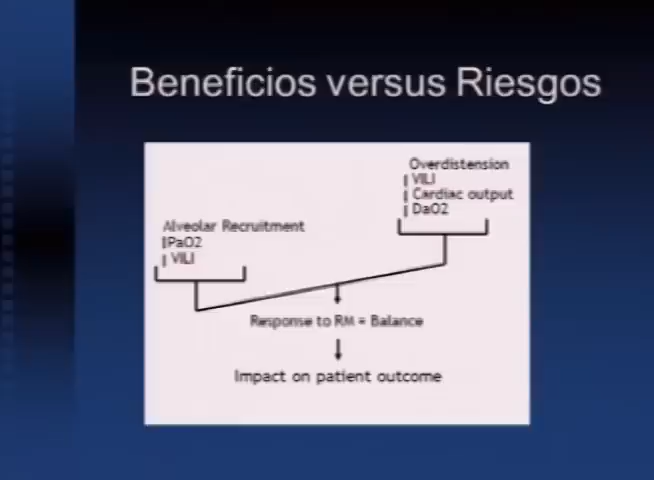 Beneficios versus Riesgos
Overdistension
VILI
Cardiac output
DaO2
Alveolar Recruitment
PaO2
VILI
Response to RM = Balance
Impact on patient outcome